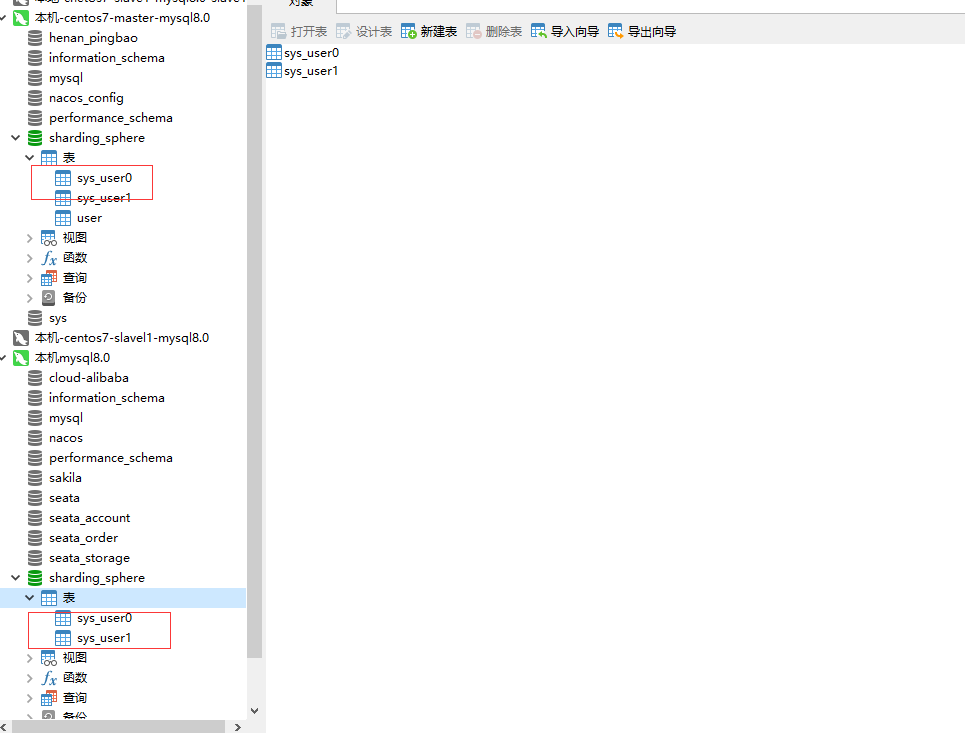 对象
本机-centos7-master-mysql8.0
henan_pingbao
information_schema
mysql
nacos_config
performance_schema
sharding_sphere
表
sys_user0
sys_user1
user
视图
fx 函数
查询
备份
sys
本机-centos7-slavel1-mysql8.0
本机mysql8.0
cloud-alibaba
information_schema
mysql
nacos
performance_schema
sakila
seata
seata_account
seata_order
seata_storage
sharding_sphere
表
sys_user0
sys_user1
视图
fx 函数
查询
备份
打开表 设计表 新建表 删除表 导入向导 导出向导
sys_user0
sys_user1